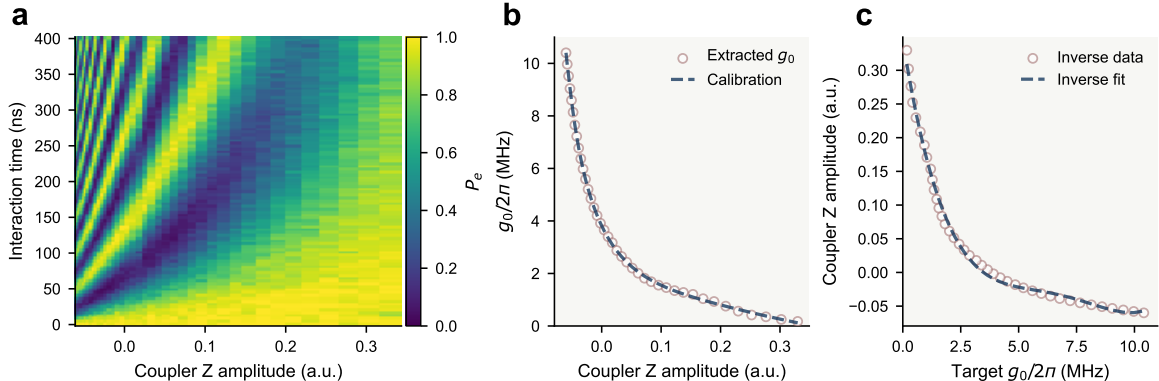 a
400
350
300
250
200
150
100
50
0
Interaction time (ns)
0.0 0.1 0.2 0.3
Coupler Z amplitude (a.u.)
1.0
0.8
0.6
0.4
0.2
0.0
Pe
b
10
8
6
4
2
0
g0/2π (MHz)
Extracted g0
Calibration
0.0 0.1 0.2 0.3
Coupler Z amplitude (a.u.)
c
0.30
0.25
0.20
0.15
0.10
0.05
0.00
−0.05
Coupler Z amplitude (a.u.)
Inverse data
Inverse fit
0.0 2.5 5.0 7.5 10.0
Target g0/2π (MHz)